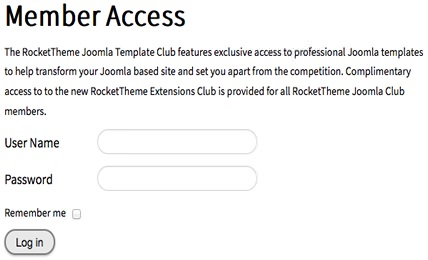 Member Access
The RocketTheme Joomla Template Club features exclusive access to professional Joomla templates
to help transform your Joomla based site and set you apart from the competition. Complimentary
access to to the new RocketTheme Extensions Club is provided for all RocketTheme Joomla Club
members.
User Name
Password
Remember me
Log in